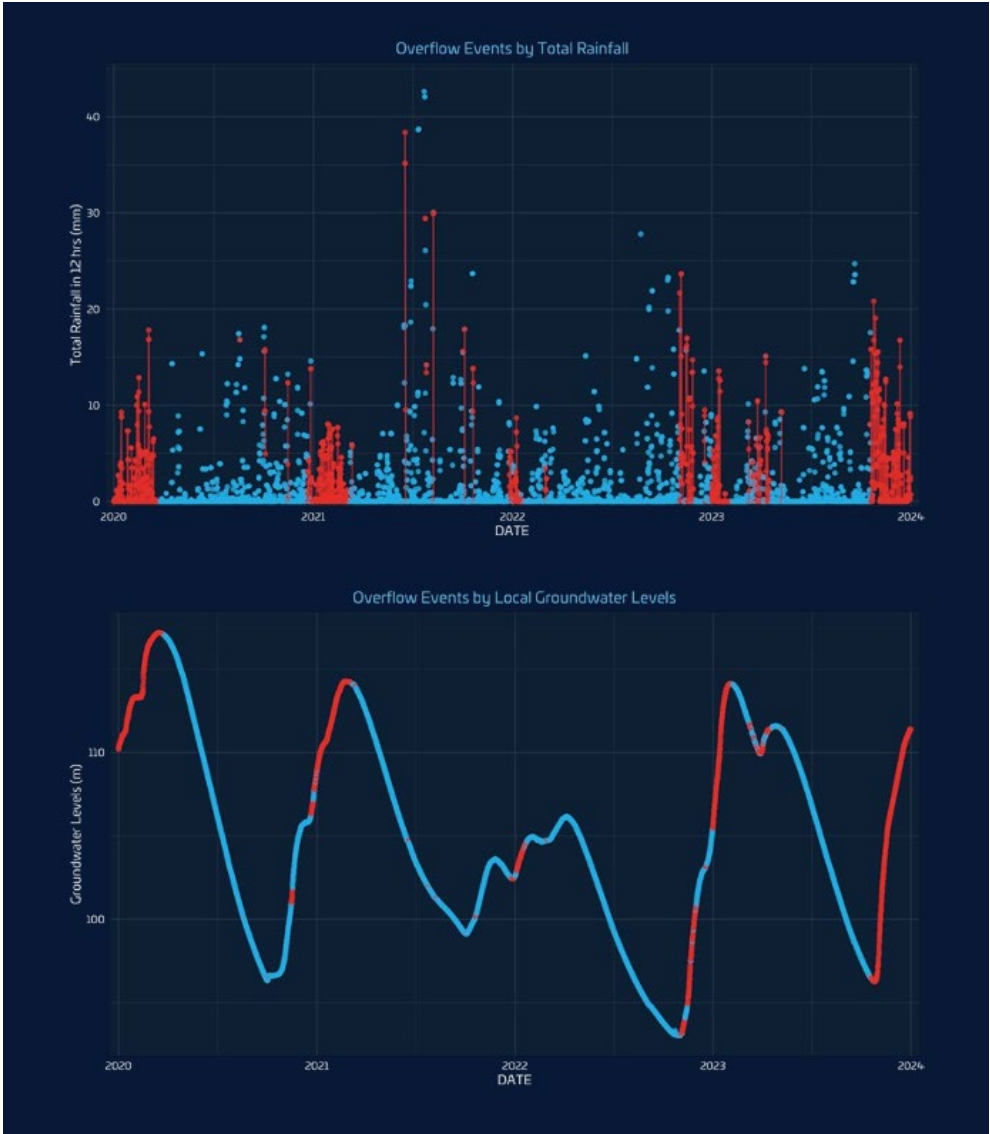 Overflow Events by Total Rainfall
Total Rainfall in 12 hrs (mm)
40
30
20
10
0
2020
2021
2022
2023
2024
DATE
Overflow Events by Local Groundwater Levels
Groundwater Levels (m)
110
100
2020
2021
2022
2023
2024
DATE